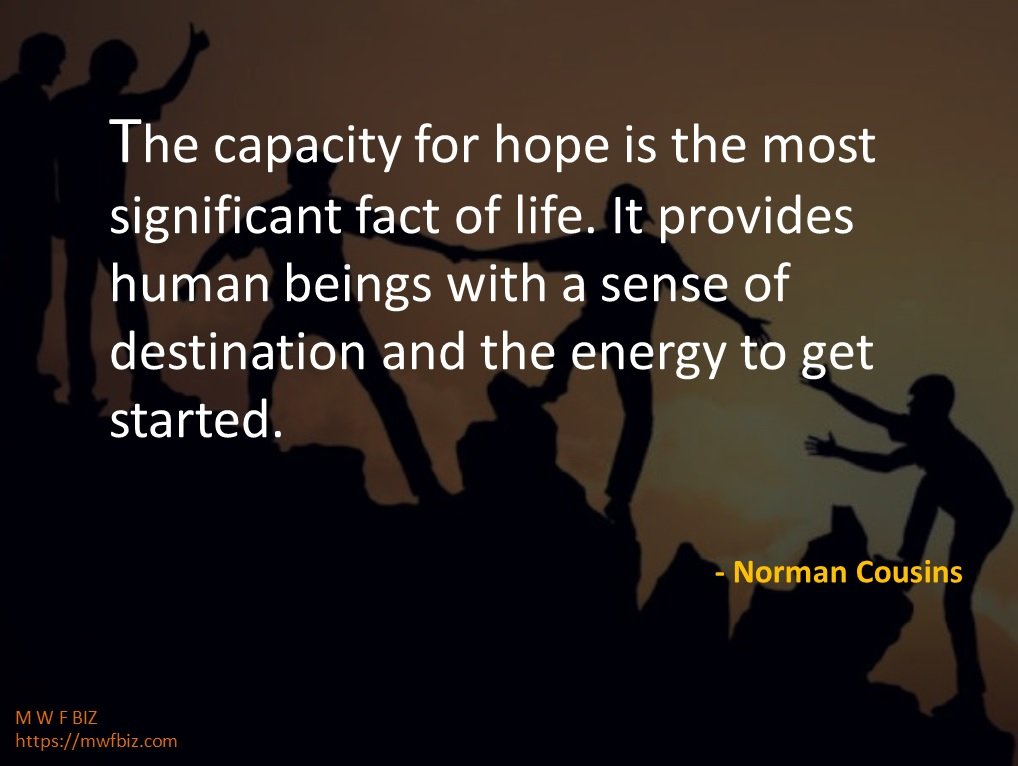 The capacity for hope is the most
significant fact of life. It provides
human beings with a sense of
destination and the energy to get
started.
- Norman Cousins
M W F BIZ
https://mwfbiz.com